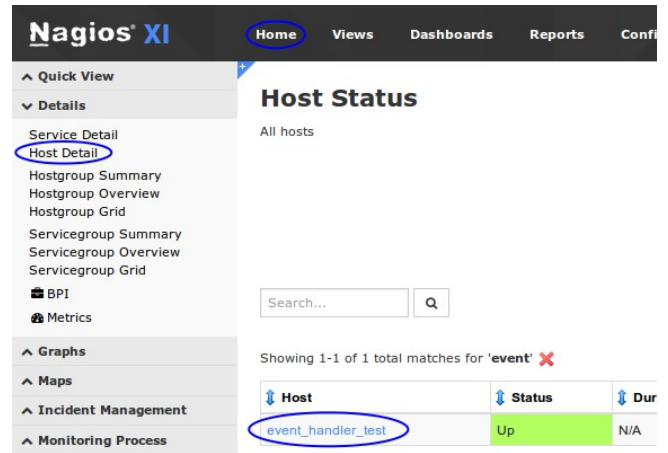 Nagios® XI
Home Views Dashboards Reports Confi
Quick View
Details
Service Detail
Host Detail
Hostgroup Summary
Hostgroup Overview
Hostgroup Grid
Servicegroup Summary
Servicegroup Overview
Servicegroup Grid
BPI
Metrics
Graphs
Maps
Incident Management
Monitoring Process
Host Status
All hosts
Search...
Showing 1-1 of 1 total matches for 'event'
Host Status Dur
event_handler_test Up N/A